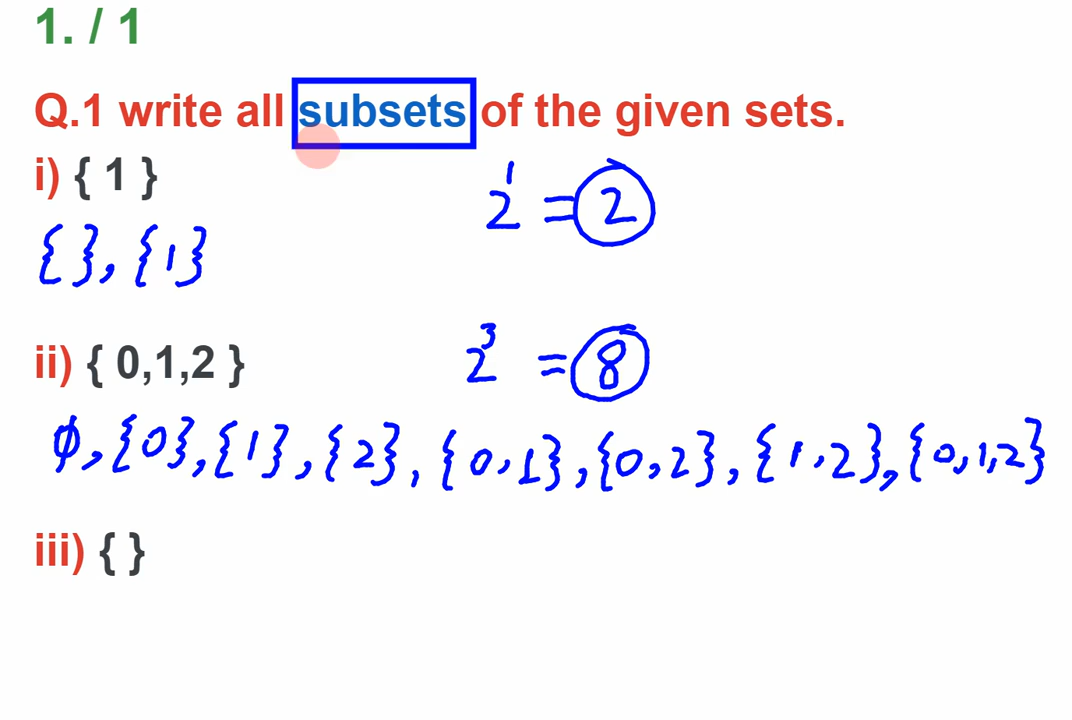 1. / 1
Q.1 write all subsets of the given sets.
i) { 1 }
2¹ = 2
{ }, {1}
ii) { 0,1,2 }
2³ = 8
ϕ, {0}, {1}, {2}, {0,1}, {0,2}, {1,2}, {0,1,2}
iii) { }